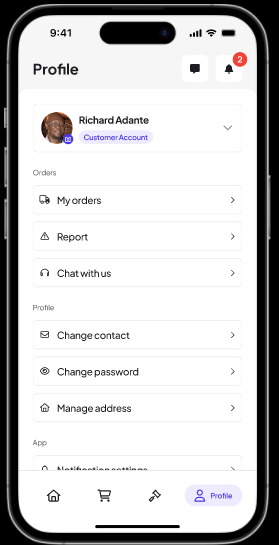 9:41
Profile
2
Richard Adante
Customer Account
Orders
My orders
Report
Chat with us
Profile
Change contact
Change password
Manage address
App
Notification settings
Profile